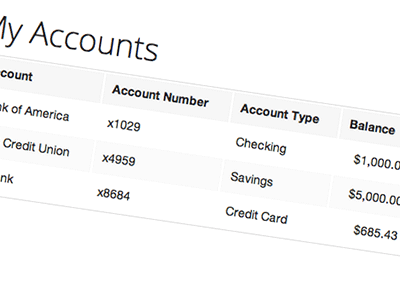 My Accounts
ccount Account Number Account Type Balance
nk of America x1029 Checking $1,000.0
Credit Union x4959 Savings $5,000.00
nk x8684 Credit Card $685.43